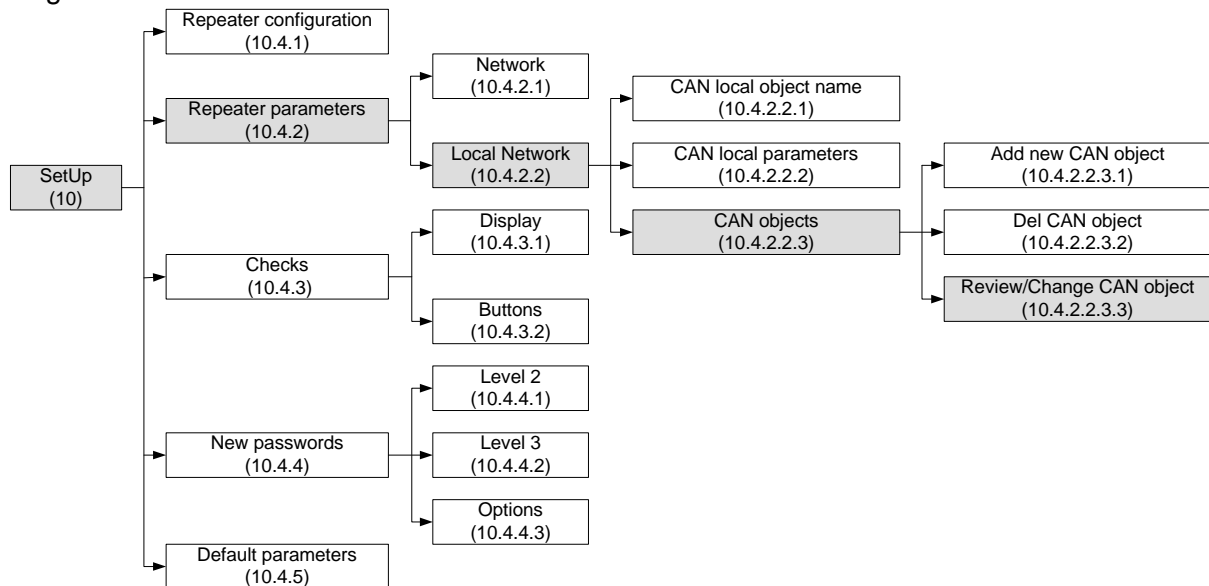 Repeater configuration
(10.4.1)
Network
(10.4.2.1)
CAN local object name
(10.4.2.2.1)
Repeater parameters
(10.4.2)
Local Network
(10.4.2.2)
CAN local parameters
(10.4.2.2.2)
Add new CAN object
(10.4.2.2.3.1)
SetUp
(10)
Display
(10.4.3.1)
CAN objects
(10.4.2.2.3)
Del CAN object
(10.4.2.2.3.2)
Checks
(10.4.3)
Review/Change CAN object
(10.4.2.2.3.3)
Buttons
(10.4.3.2)
Level 2
(10.4.4.1)
New passwords
(10.4.4)
Level 3
(10.4.4.2)
Options
(10.4.4.3)
Default parameters
(10.4.5)